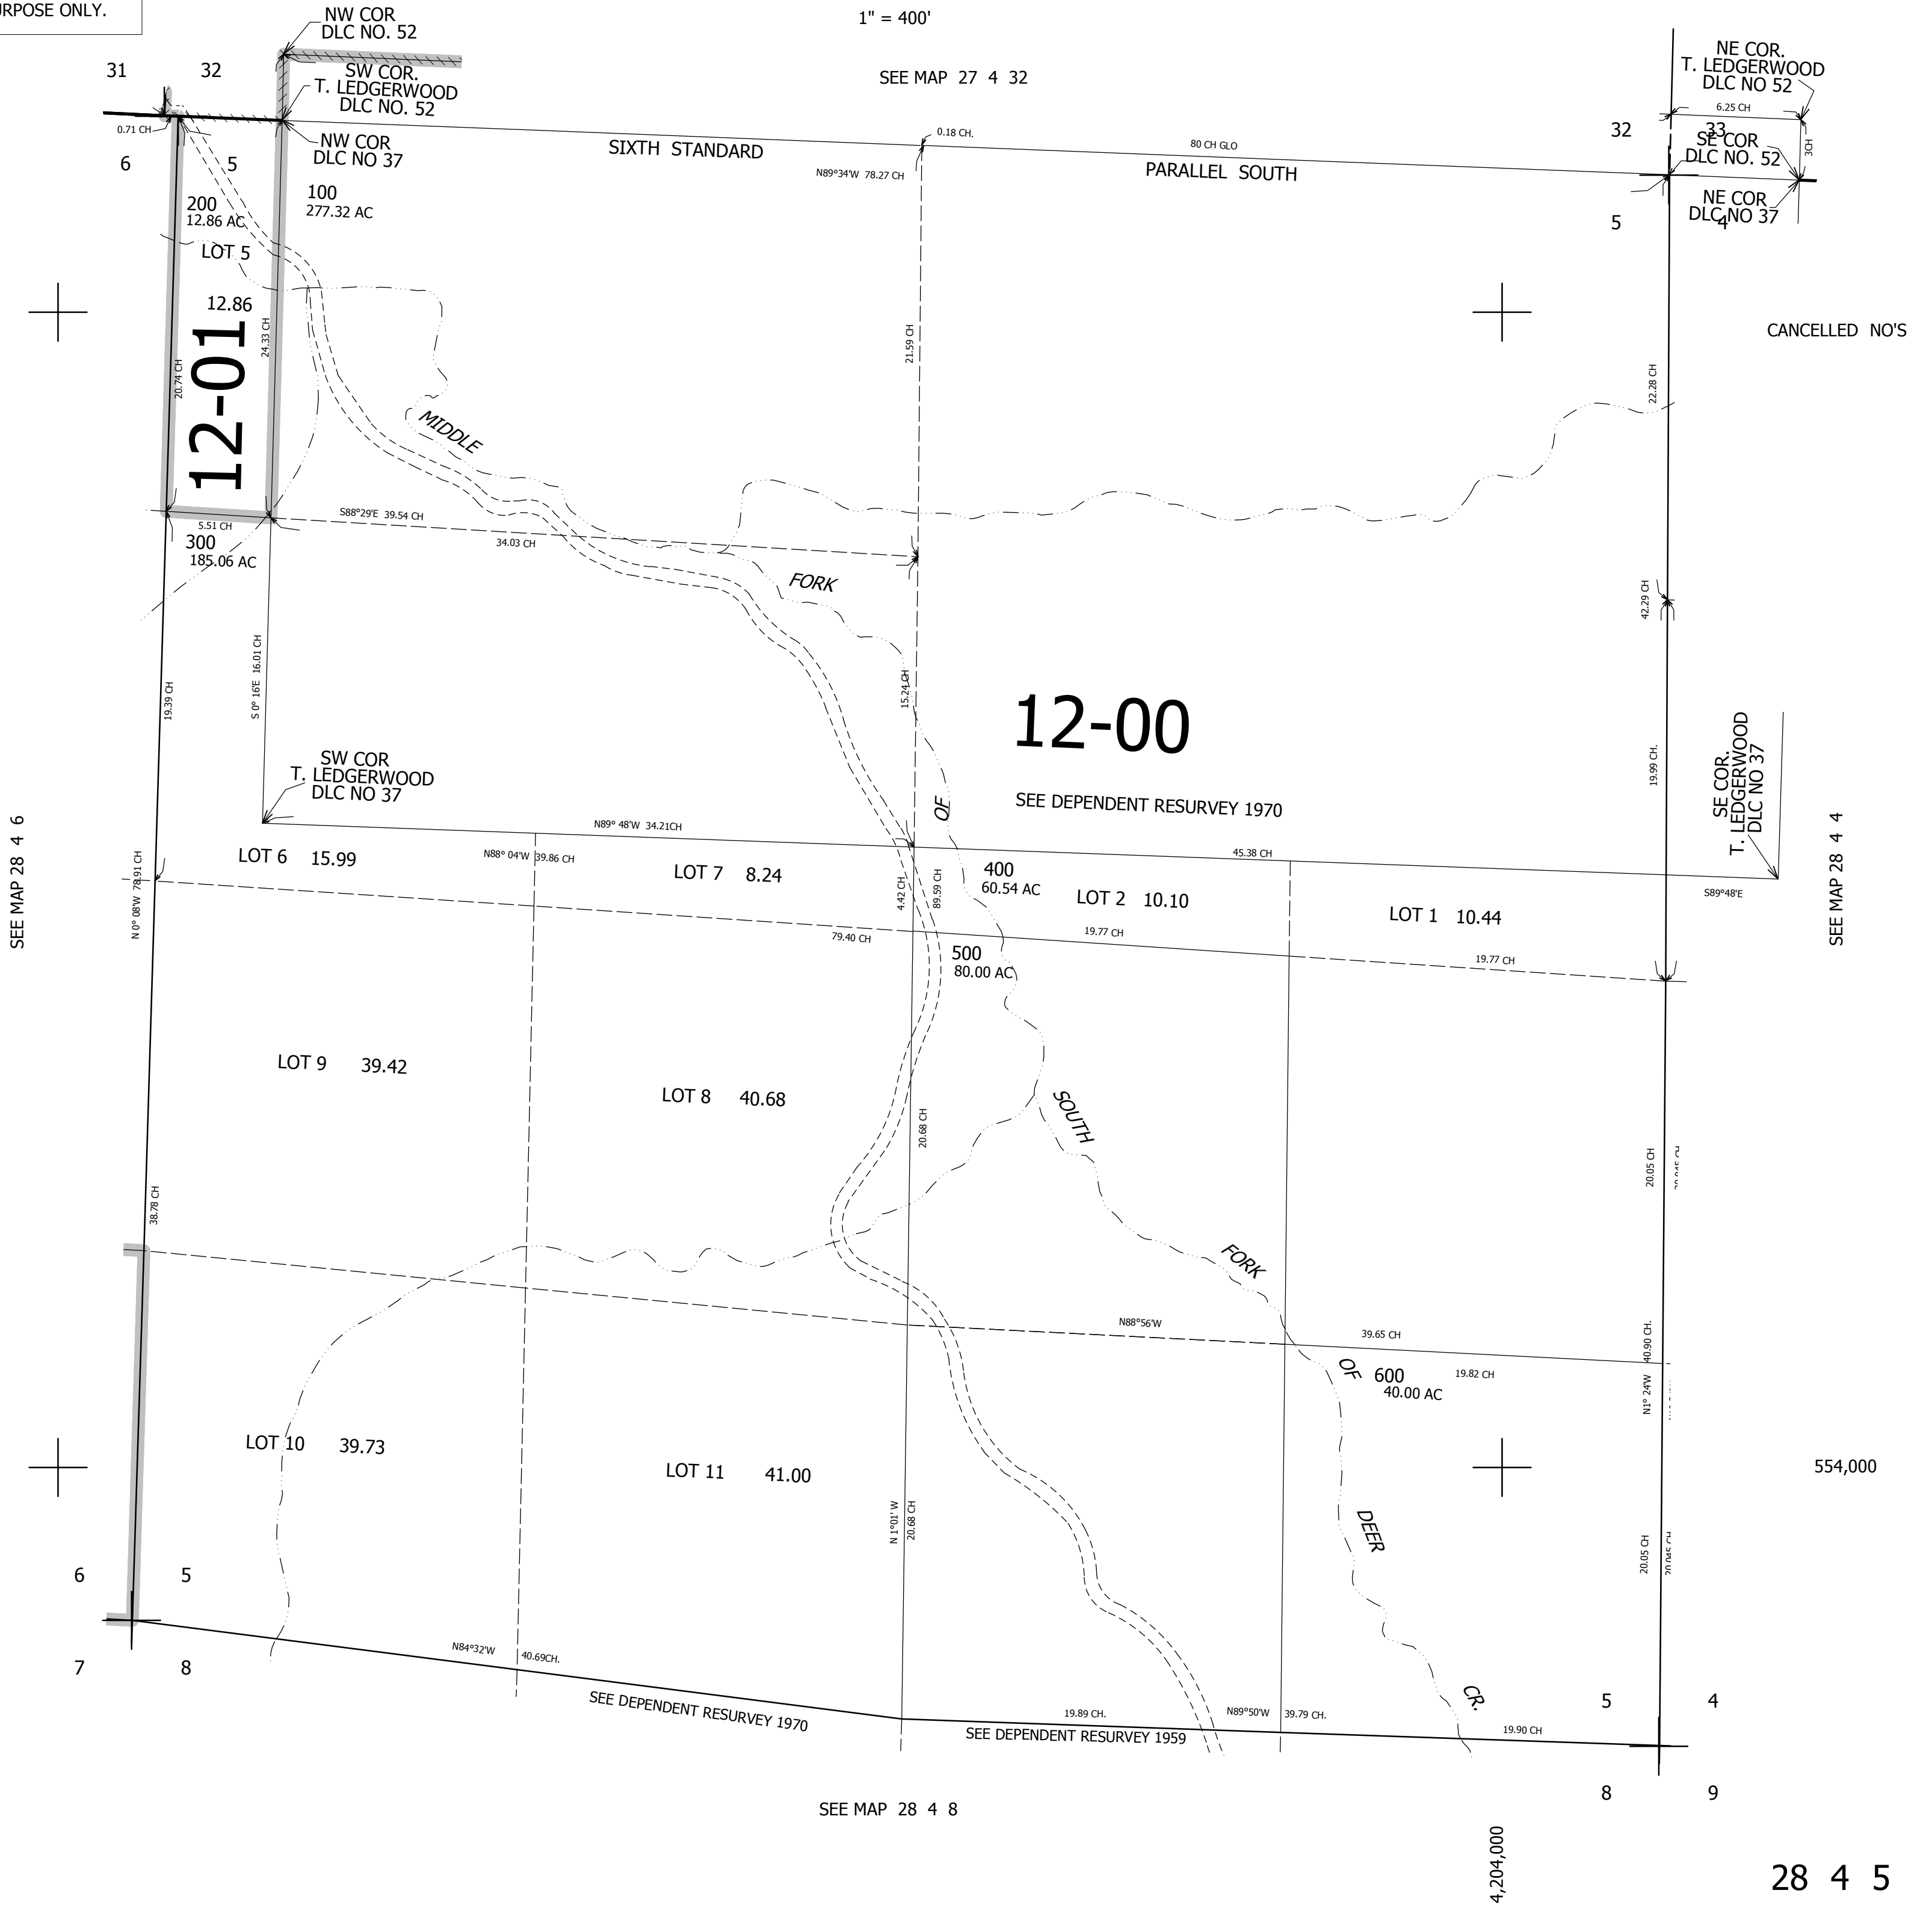 RPOSE ONLY.
1" = 400'
NW COR
DLC NO. 52
31
32
SW COR.
T. LEDGERWOOD
DLC NO. 52
SEE MAP 27 4 32
NE COR.
T. LEDGERWOOD
DLC NO 52
6.25 CH
0.71 CH
6
5
NW COR
DLC NO 37
SIXTH STANDARD
0.18 CH.
80 CH GLO
32
33
SE COR
DLC NO. 52
3CH
N89°34'W 78.27 CH
PARALLEL SOUTH
NE COR
DLC NO 37
5
4
200
12.86 AC
100
277.32 AC
LOT 5
12.86
12-01
20.74 CH
24.33 CH
21.59 CH
22.28 CH
CANCELLED NO'S
MIDDLE
S88°29'E 39.54 CH
5.51 CH
34.03 CH
300
185.06 AC
FORK
42.29 CH
19.39 CH
S 0° 16'E 16.01 CH
15.24 CH
12-00
SW COR
T. LEDGERWOOD
DLC NO 37
OF
SEE DEPENDENT RESURVEY 1970
19.99 CH.
SE COR.
T. LEDGERWOOD
DLC NO 37
SEE MAP 28 4 6
SEE MAP 28 4 4
N89° 48'W 34.21CH
45.38 CH
LOT 6 15.99
N88° 04'W 39.86 CH
LOT 7 8.24
400
60.54 AC
LOT 2 10.10
LOT 1 10.44
S89°48'E
N 0° 08'W 78.91 CH
4.42 CH
89.59 CH
79.40 CH
19.77 CH
19.77 CH
500
80.00 AC
LOT 9 39.42
LOT 8 40.68
SOUTH
20.68 CH
20.05 CH
38.78 CH
FORK
N88°56'W
39.65 CH
OF
600
40.00 AC
19.82 CH
N1° 24'W 40.90 CH.
LOT 10 39.73
LOT 11 41.00
554,000
N 1°01' W
20.68 CH
DEER
20.05 CH
20.045 CH
6
5
7
8
N84°32'W 40.69CH.
SEE DEPENDENT RESURVEY 1970
CR.
5
4
19.89 CH.
N89°50'W 39.79 CH.
19.90 CH
SEE DEPENDENT RESURVEY 1959
8
9
SEE MAP 28 4 8
4,204,000
28 4 5